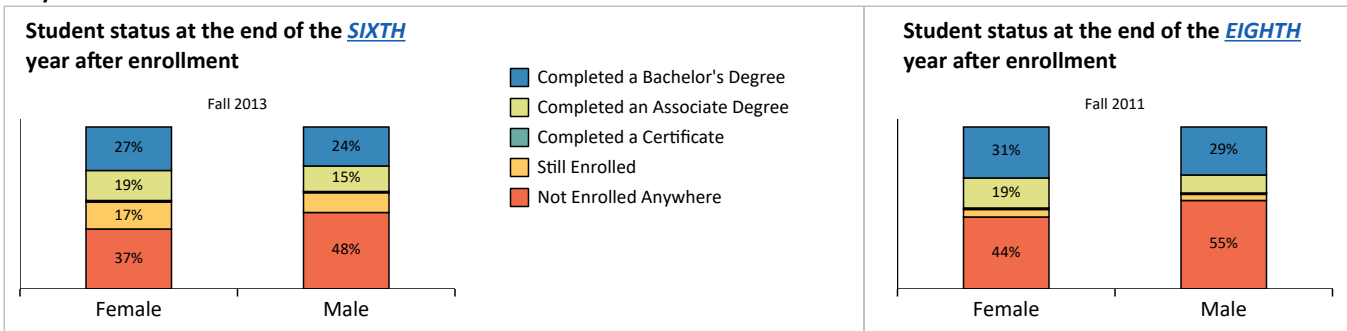 Student status at the end of the SIXTH
year after enrollment
Fall 2013
27%
24%
19%
15%
17%
37%
48%
Female
Male
Completed a Bachelor's Degree
Completed an Associate Degree
Completed a Certificate
Still Enrolled
Not Enrolled Anywhere
Student status at the end of the EIGHTH
year after enrollment
Fall 2011
31%
29%
19%
44%
55%
Female
Male